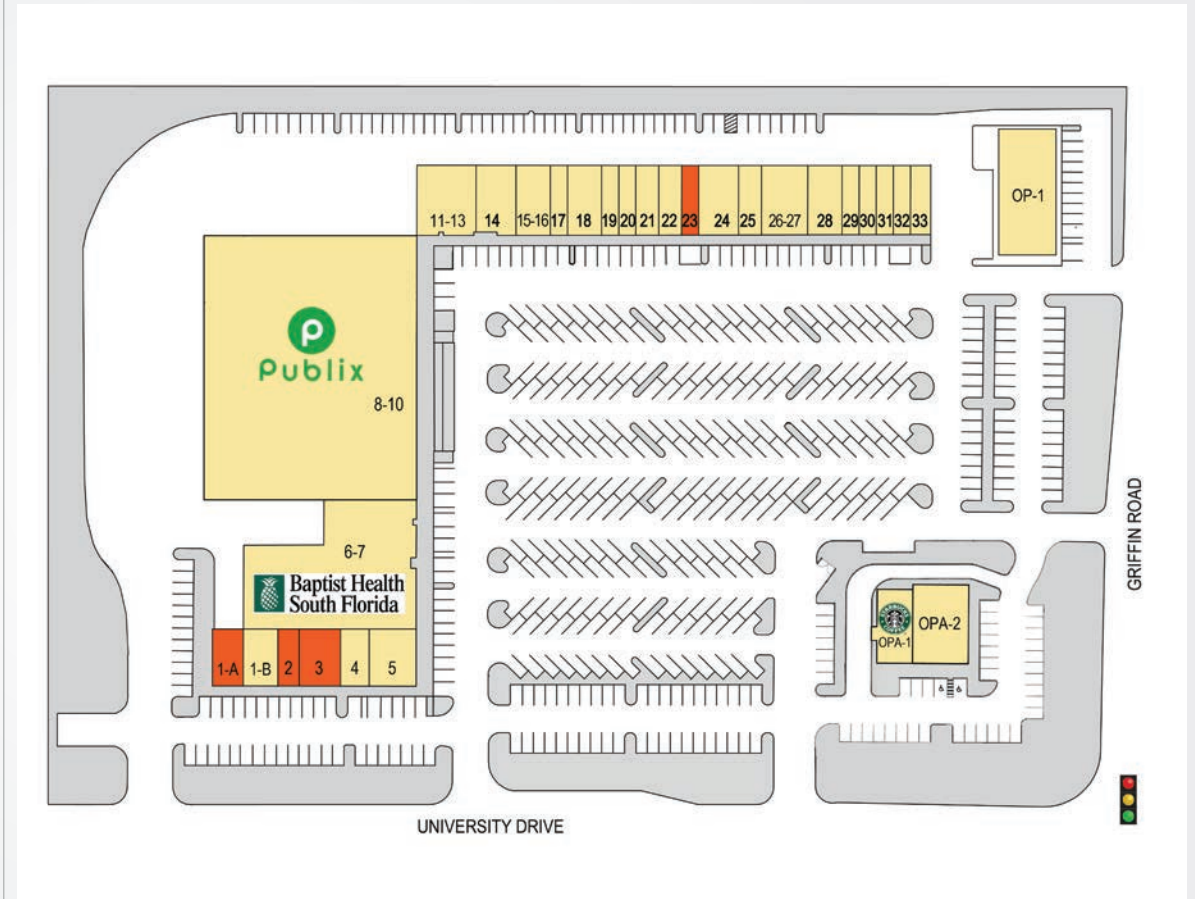 OP-1
11-13 14 15-16 17 18 19 20 21 22 23 24 25 26-27 28 29 30 31 32 33
Publix
8-10
GRIFFIN ROAD
6-7
Baptist Health
South Florida
OPA-2
OPA-1
1-A 1-B 2 3 4 5
UNIVERSITY DRIVE